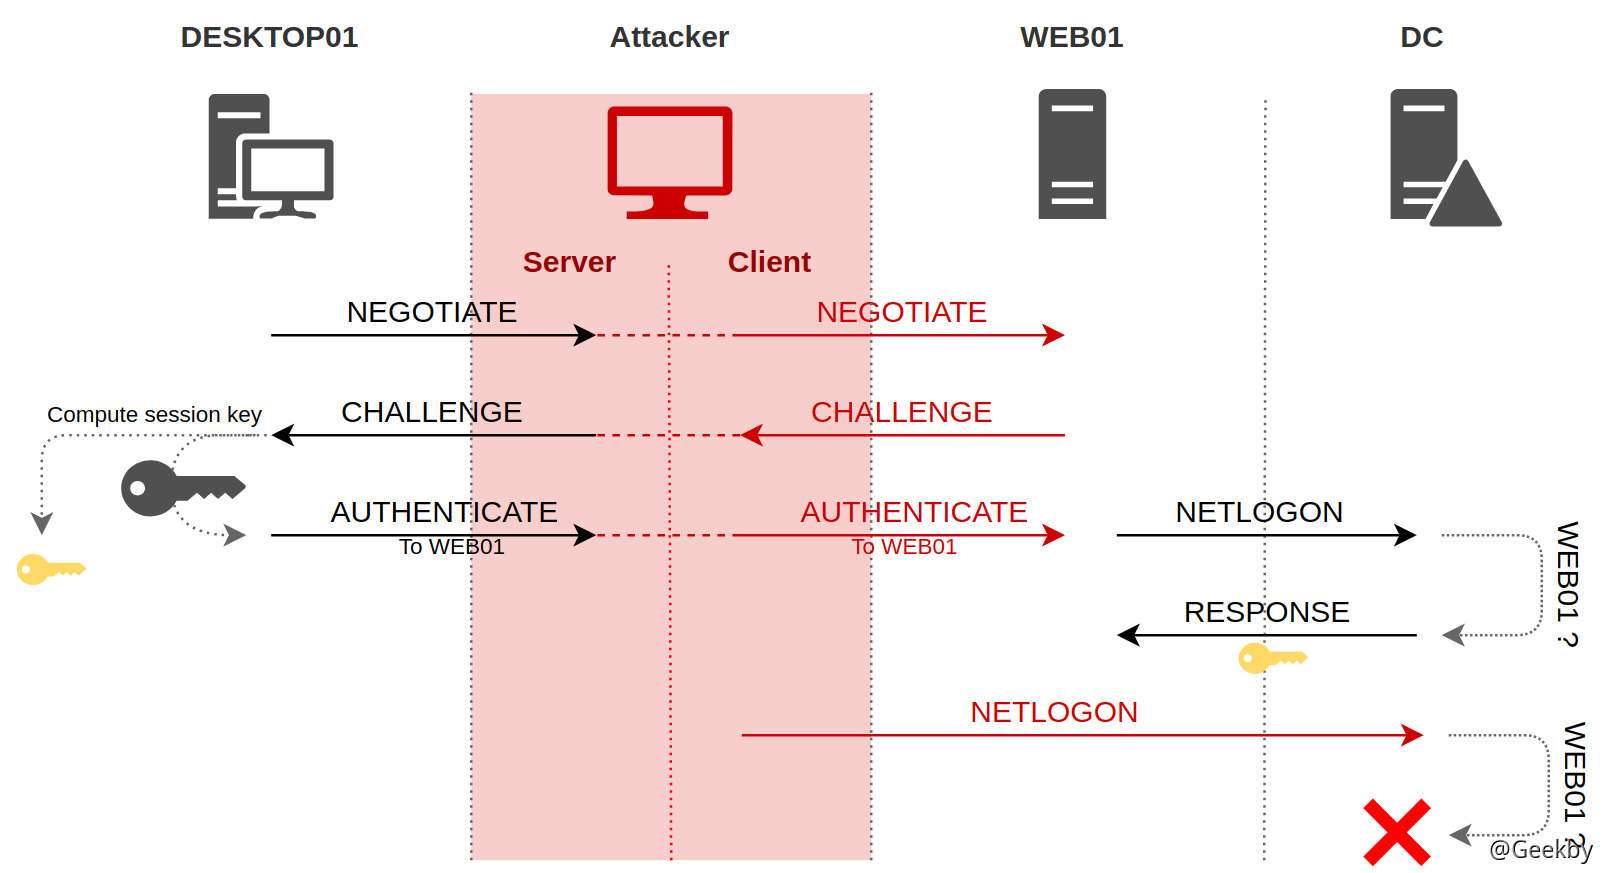 DESKTOP01
Attacker
WEB01
DC
Server
Client
NEGOTIATE
NEGOTIATE
Compute session key
CHALLENGE
CHALLENGE
AUTHENTICATE
To WEB01
AUTHENTICATE
To WEB01
NETLOGON
WEB01 ?
RESPONSE
NETLOGON
WEB01 ?
@Geekby